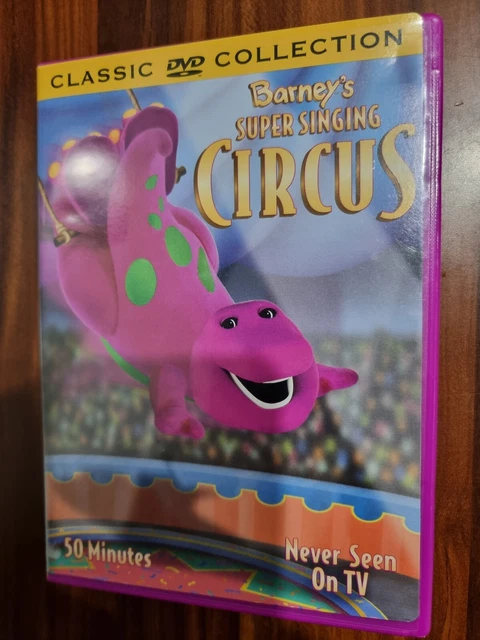 CLASSIC DVD COLLECTION
Barney's
SUPER SINGING
CIRCUS
50 Minutes
Never Seen
On TV